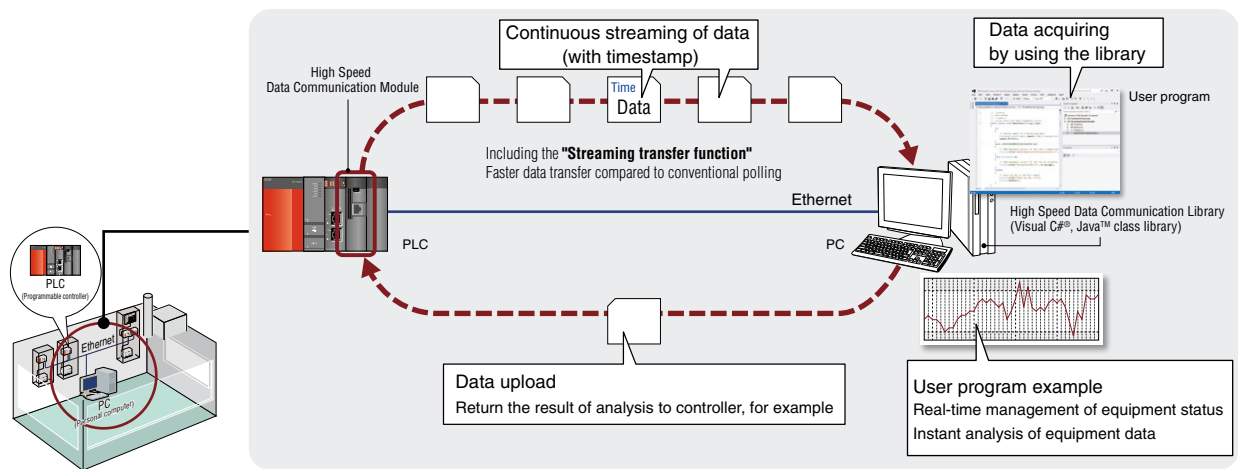 Continuous streaming of data
(with timestamp)
Data acquiring
by using the library
High Speed
Data Communication Module
Time
Data
User program
Including the "Streaming transfer function"
Faster data transfer compared to conventional polling
Ethernet
PLC
PC
High Speed Data Communication Library
(Visual C#®, Java™ class library)
PLC
(Programmable controller)
Ethernet
PC
(Personal computer)
Data upload
Return the result of analysis to controller, for example
User program example
Real-time management of equipment status
Instant analysis of equipment data